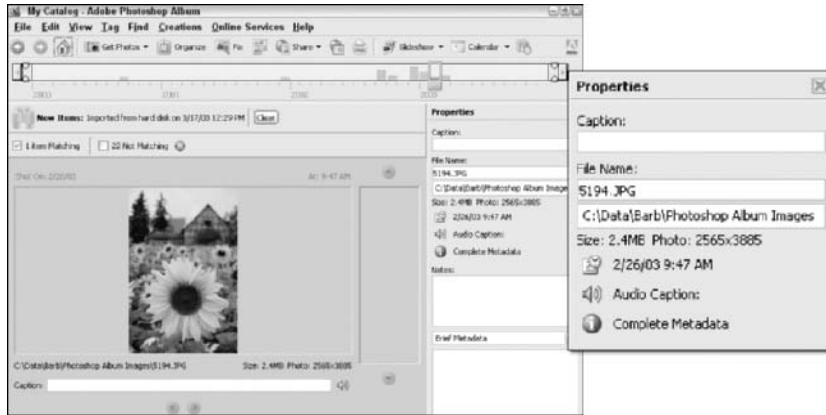 My Catalog - Adobe Photoshop Album
File Edit View Tag Find Creations Online Services Help
Get Photos Organize Fix Share Slideshow Calendar
2000 2001 2002 2003
New Items: Imported from hard disk on 3/17/03 12:29 PM Clear
1 item Matching 22 Not Matching
Shot On: 2/26/03 At: 9:47 AM
C:\Data\Barb\Photoshop Album Images\5194.JPG Size: 2.4MB Photo: 2565x3885
Caption:
Properties
Caption:
File Name:
5194.JPG
C:\Data\Barb\Photoshop Album Image
Size: 2.4MB Photo: 2565x3885
2/26/03 9:47 AM
Audio Caption:
Complete Metadata
Notes:
Brief Metadata
Properties
Caption:
File Name:
5194.JPG
C:\Data\Barb\Photoshop Album Images
Size: 2.4MB Photo: 2565x3885
2/26/03 9:47 AM
Audio Caption:
Complete Metadata